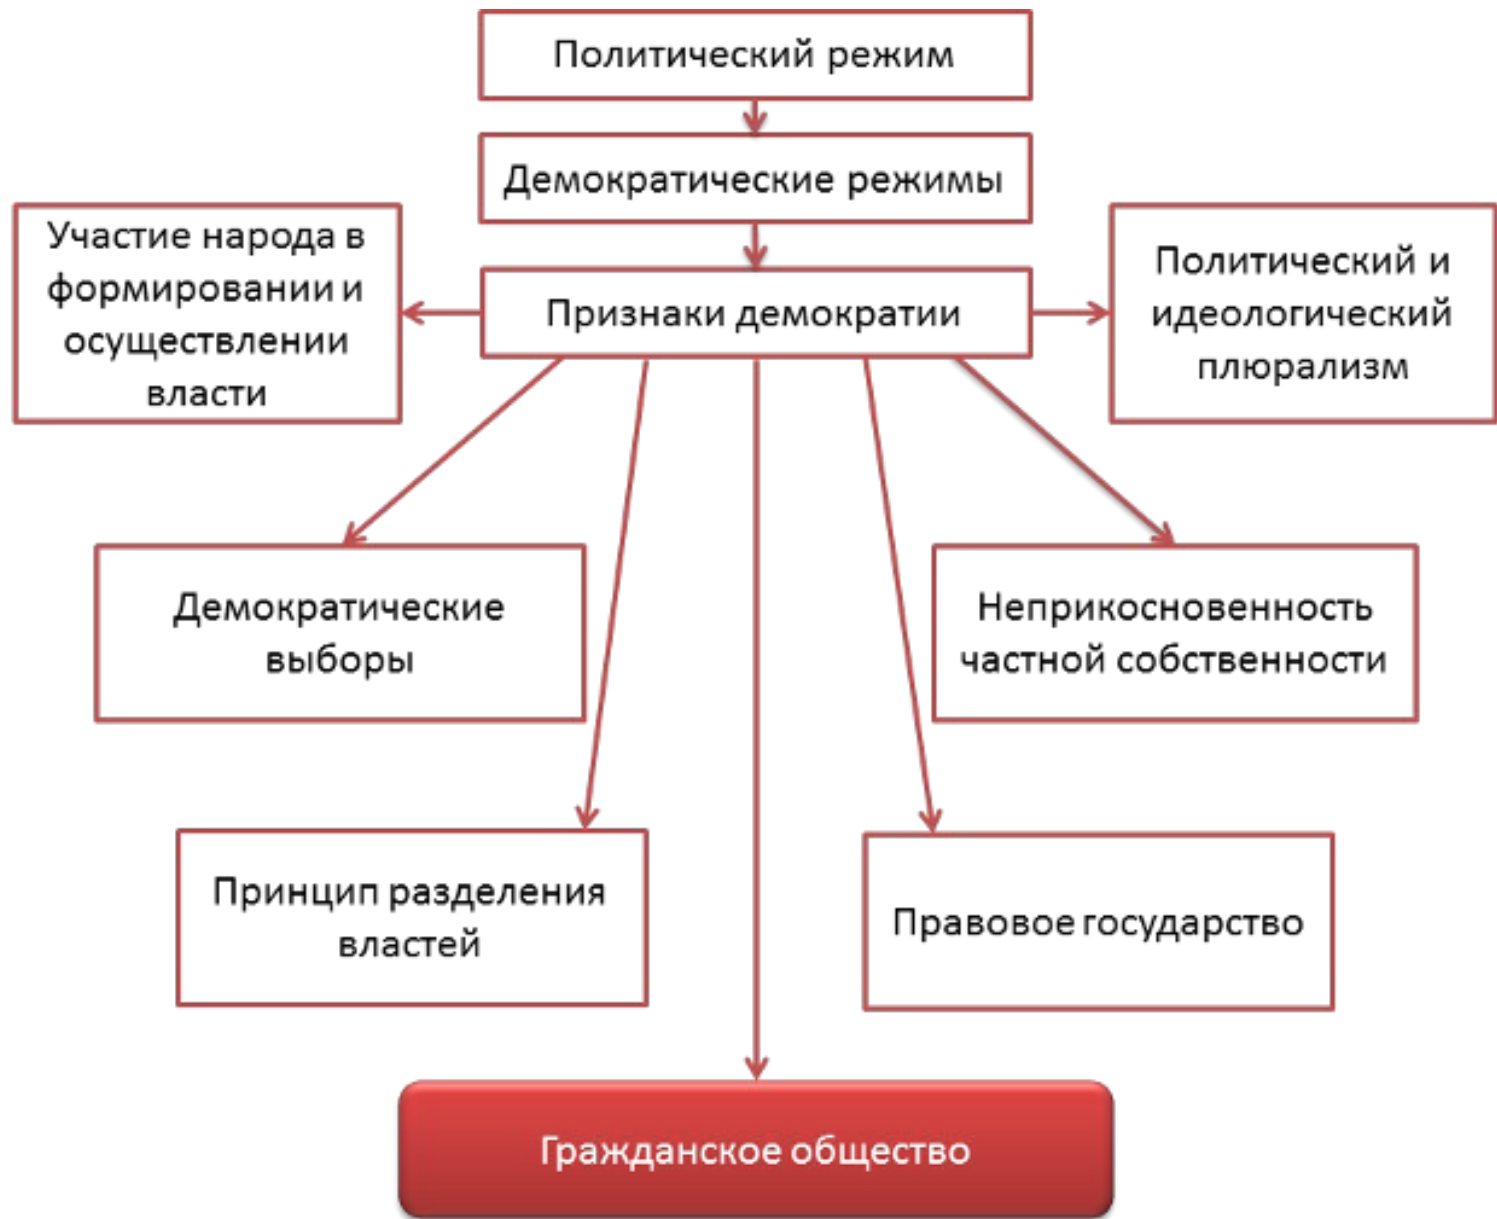 Политический режим
Демократические режимы
Участие народа в
формировании и
осуществлении
власти
Признаки демократии
Политический и
идеологический
плюрализм
Демократические
выборы
Неприкосновенность
частной собственности
Принцип разделения
властей
Правовое государство
Гражданское общество